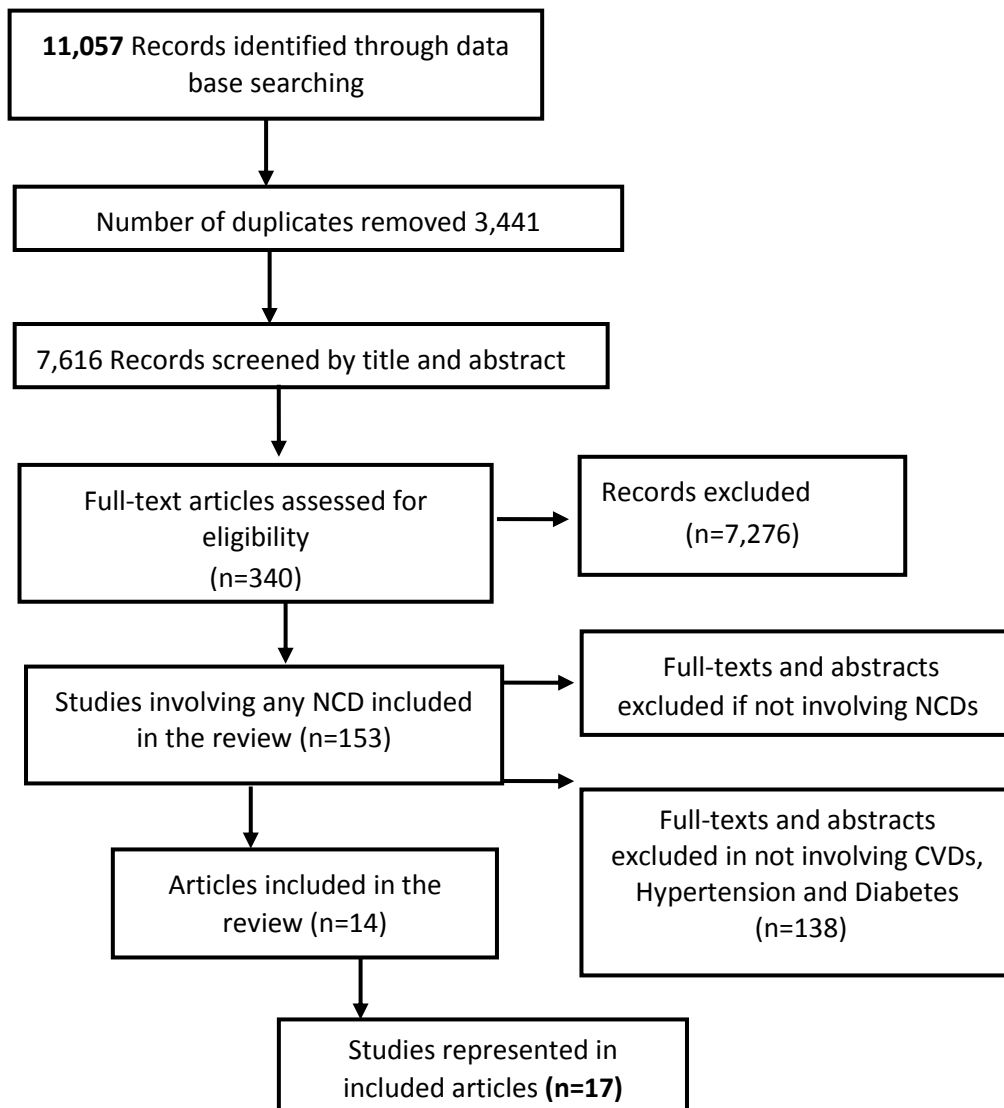 11,057 Records identified through data
base searching
Number of duplicates removed 3,441
7,616 Records screened by title and abstract
Full-text articles assessed for
eligibility
(n=340)
Records excluded
(n=7,276)
Studies involving any NCD included
in the review (n=153)
Full-texts and abstracts
excluded if not involving NCDs
Full-texts and abstracts
excluded in not involving CVDs,
Hypertension and Diabetes
(n=138)
Articles included in the
review (n=14)
Studies represented in
included articles (n=17)